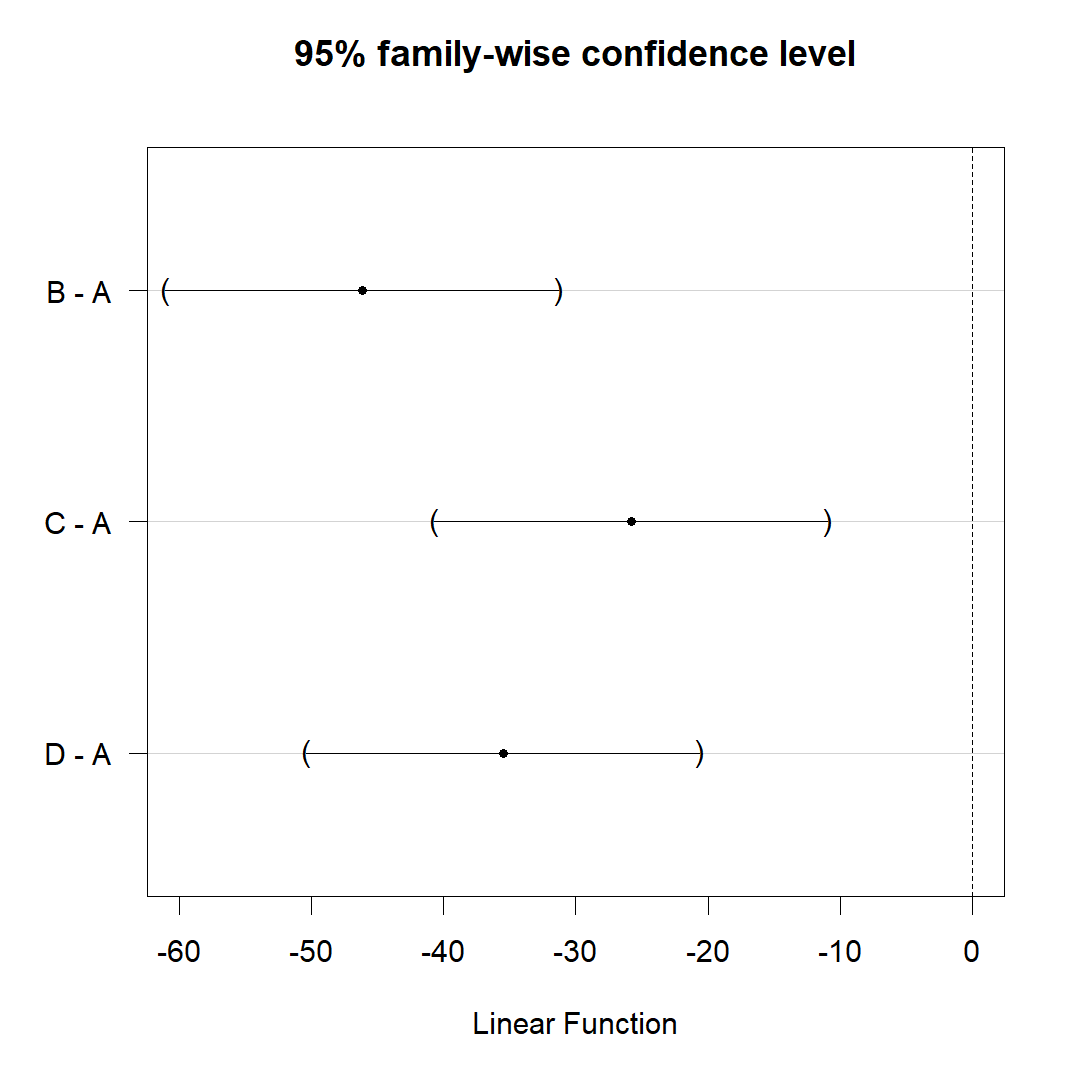 95% family-wise confidence level
B - A
C - A
D - A
-60 -50 -40 -30 -20 -10 0
Linear Function